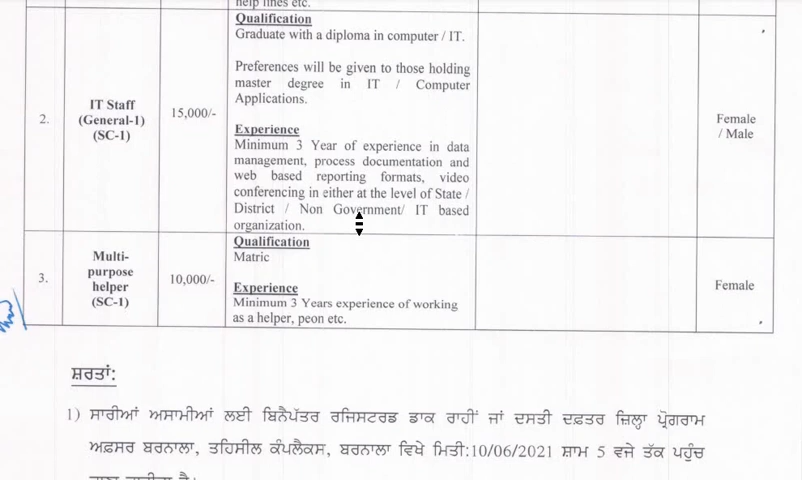 help lines etc.
Qualification
Graduate with a diploma in computer / IT.
Preferences will be given to those holding
master degree in IT / Computer
Applications.
2.
IT Staff
(General-1)
(SC-1)
15,000/-
Experience
Minimum 3 Year of experience in data
management, process documentation and
web based reporting formats, video
conferencing in either at the level of State /
District / Non Government/ IT based
organization.
Female
/ Male
3.
Multi-
purpose
helper
(SC-1)
10,000/-
Qualification
Matric
Experience
Minimum 3 Years experience of working
as a helper, peon etc.
Female
ਸ਼ਰਤਾਂ:
1) ਸਾਰੀਆਂ ਅਸਾਮੀਆਂ ਲਈ ਬਿਨੈਪੱਤਰ ਰਜਿਸਟਰਡ ਡਾਕ ਰਾਹੀਂ ਜਾਂ ਦਸਤੀ ਦਫ਼ਤਰ ਜ਼ਿਲ੍ਹਾ ਪ੍ਰੋਗਰਾਮ
ਅਫ਼ਸਰ ਬਰਨਾਲਾ, ਤਹਿਸੀਲ ਕੰਪਲੈਕਸ, ਬਰਨਾਲਾ ਵਿਖੇ ਮਿਤੀ:10/06/2021 ਸ਼ਾਮ 5 ਵਜੇ ਤੱਕ ਪਹੁੰਚ